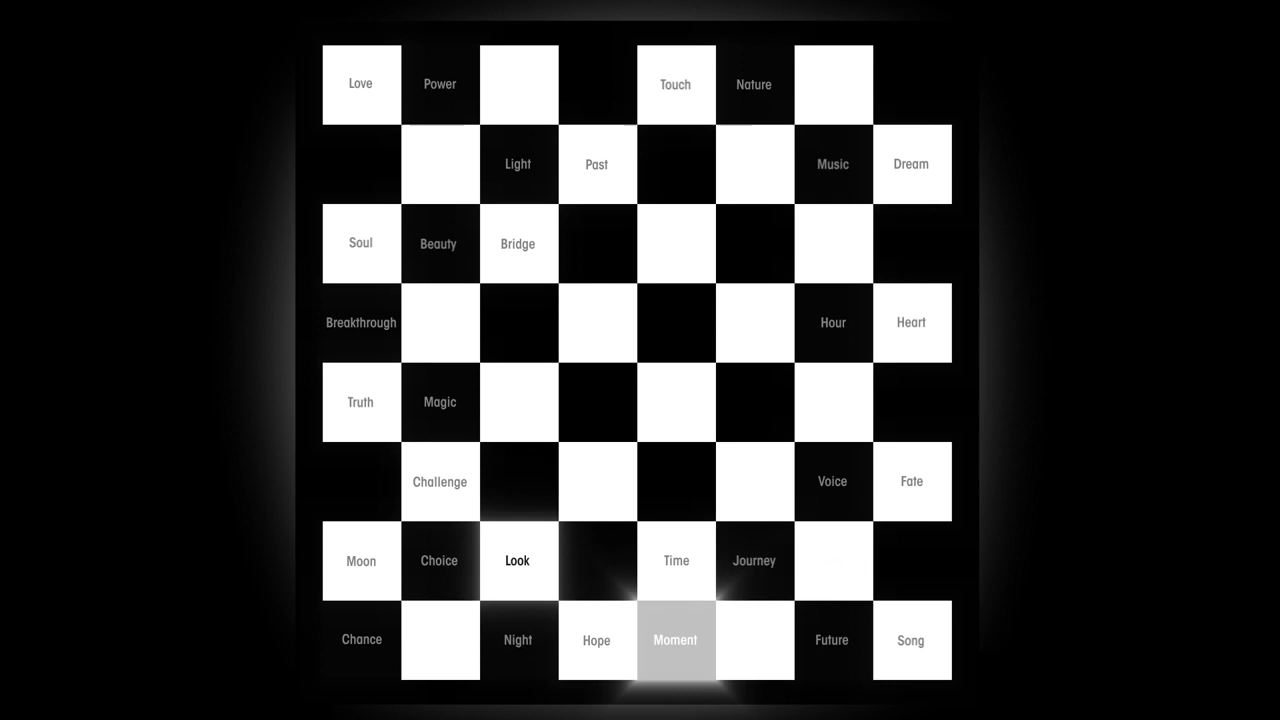 Love Power Touch Nature
Light Past Music Dream
Soul Beauty Bridge
Breakthrough Hour Heart
Truth Magic
Challenge Voice Fate
Moon Choice Look Time Journey
Chance Night Hope Moment Future Song